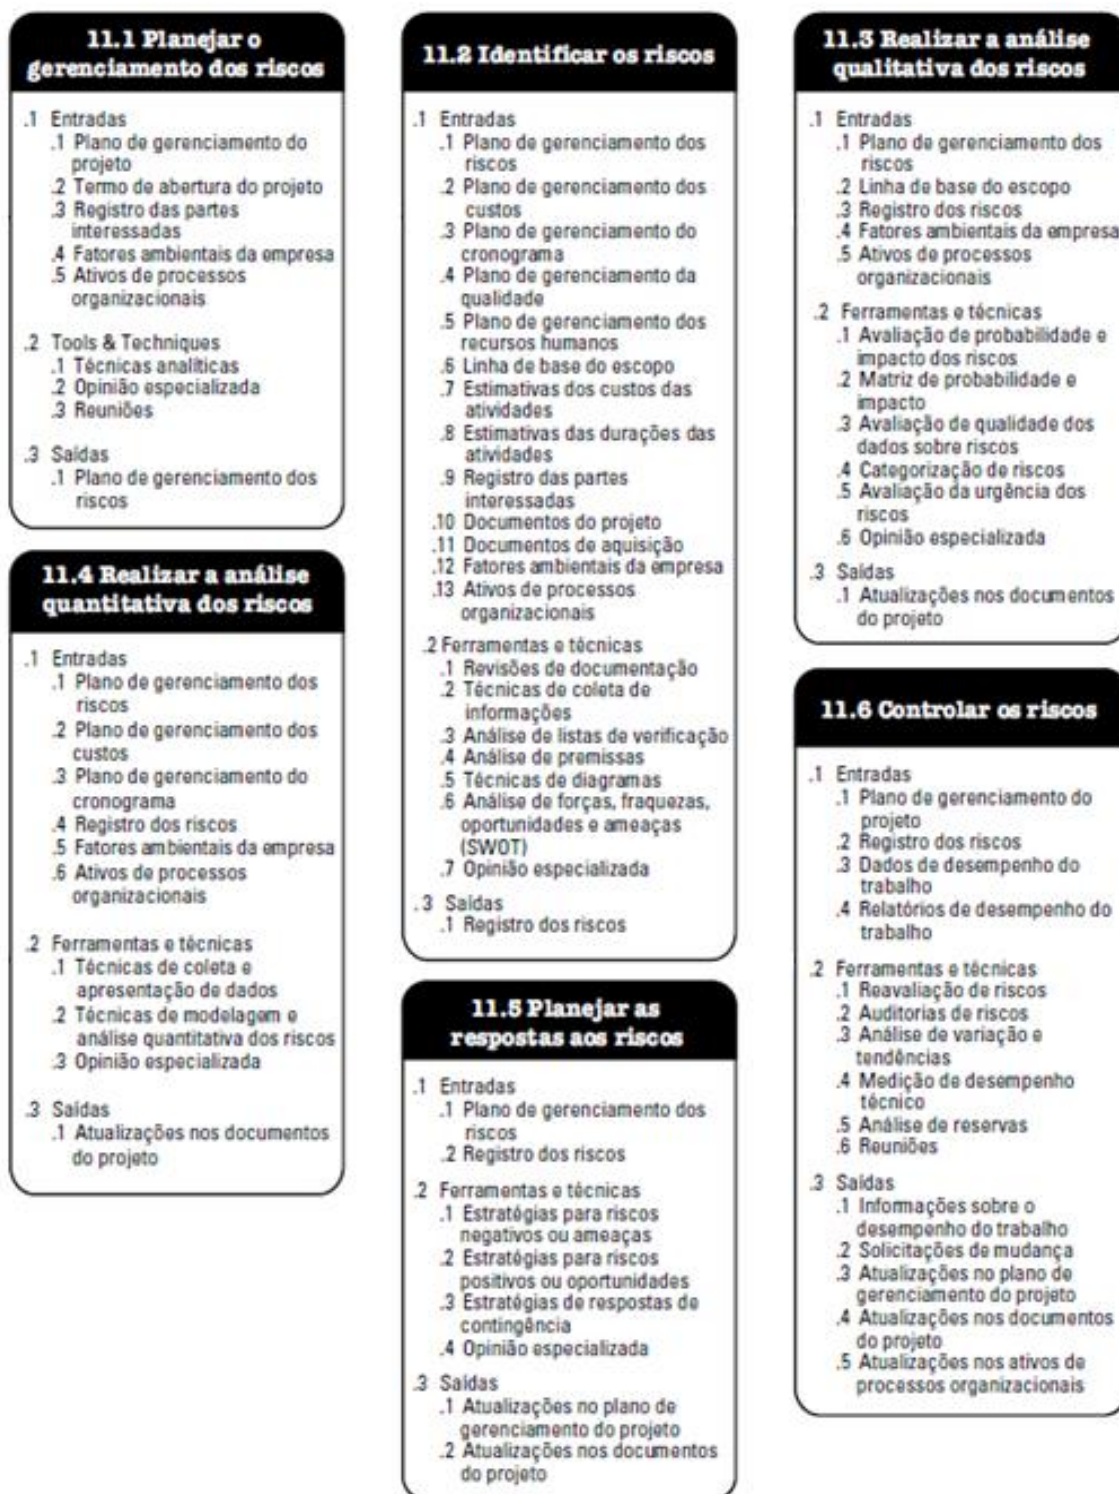 11.1 Planejar o
gerenciamento dos riscos
.1 Entradas
.1 Plano de gerenciamento do
projeto
.2 Termo de abertura do projeto
.3 Registro das partes
interessadas
.4 Fatores ambientais da empresa
.5 Ativos de processos
organizacionais
.2 Tools & Techniques
.1 Técnicas analíticas
.2 Opinião especializada
.3 Reuniões
.3 Saídas
.1 Plano de gerenciamento dos
riscos
11.4 Realizar a análise
quantitativa dos riscos
.1 Entradas
.1 Plano de gerenciamento dos
riscos
.2 Plano de gerenciamento dos
custos
.3 Plano de gerenciamento do
cronograma
.4 Registro dos riscos
.5 Fatores ambientais da empresa
.6 Ativos de processos
organizacionais
.2 Ferramentas e técnicas
.1 Técnicas de coleta e
apresentação de dados
.2 Técnicas de modelagem e
análise quantitativa dos riscos
.3 Opinião especializada
.3 Saídas
.1 Atualizações nos documentos
do projeto
11.2 Identificar os riscos
.1 Entradas
.1 Plano de gerenciamento dos
riscos
.2 Plano de gerenciamento dos
custos
.3 Plano de gerenciamento do
cronograma
.4 Plano de gerenciamento da
qualidade
.5 Plano de gerenciamento dos
recursos humanos
.6 Linha de base do escopo
.7 Estimativas dos custos das
atividades
.8 Estimativas das durações das
atividades
.9 Registro das partes
interessadas
.10 Documentos do projeto
.11 Documentos de aquisição
.12 Fatores ambientais da empresa
.13 Ativos de processos
organizacionais
.2 Ferramentas e técnicas
.1 Revisões de documentação
.2 Técnicas de coleta de
informações
.3 Análise de listas de verificação
.4 Análise de premissas
.5 Técnicas de diagramas
.6 Análise de forças, fraquezas,
oportunidades e ameaças
(SWOT)
.7 Opinião especializada
.3 Saídas
.1 Registro dos riscos
11.5 Planejar as
respostas aos riscos
.1 Entradas
.1 Plano de gerenciamento dos
riscos
.2 Registro dos riscos
.2 Ferramentas e técnicas
.1 Estratégias para riscos
negativos ou ameaças
.2 Estratégias para riscos
positivos ou oportunidades
.3 Estratégias de respostas de
contingência
.4 Opinião especializada
.3 Saídas
.1 Atualizações no plano de
gerenciamento do projeto
.2 Atualizações nos documentos
do projeto
11.3 Realizar a análise
qualitativa dos riscos
.1 Entradas
.1 Plano de gerenciamento dos
riscos
.2 Linha de base do escopo
.3 Registro dos riscos
.4 Fatores ambientais da empresa
.5 Ativos de processos
organizacionais
.2 Ferramentas e técnicas
.1 Avaliação de probabilidade e
impacto dos riscos
.2 Matriz de probabilidade e
impacto
.3 Avaliação de qualidade dos
dados sobre riscos
.4 Categorização de riscos
.5 Avaliação da urgência dos
riscos
.6 Opinião especializada
.3 Saídas
.1 Atualizações nos documentos
do projeto
11.6 Controlar os riscos
.1 Entradas
.1 Plano de gerenciamento do
projeto
.2 Registro dos riscos
.3 Dados de desempenho do
trabalho
.4 Relatórios de desempenho do
trabalho
.2 Ferramentas e técnicas
.1 Reavaliação de riscos
.2 Auditorias de riscos
.3 Análise de variação e
tendências
.4 Medição de desempenho
técnico
.5 Análise de reservas
.6 Reuniões
.3 Saídas
.1 Informações sobre o
desempenho do trabalho
.2 Solicitações de mudança
.3 Atualizações no plano de
gerenciamento do projeto
.4 Atualizações nos documentos
do projeto
.5 Atualizações nos ativos de
processos organizacionais